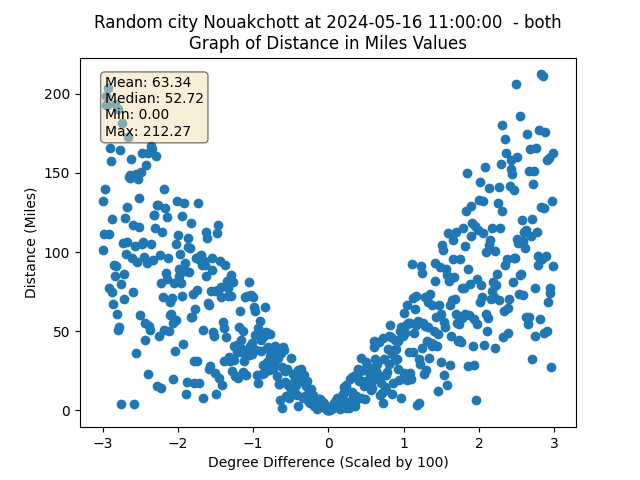 Random city Nouakchott at 2024-05-16 11:00:00  - both
Graph of Distance in Miles Values
Mean: 63.34
Median: 52.72
Min: 0.00
Max: 212.27
Distance (Miles)
200
150
100
50
0
−3
−2
−1
0
1
2
3
Degree Difference (Scaled by 100)